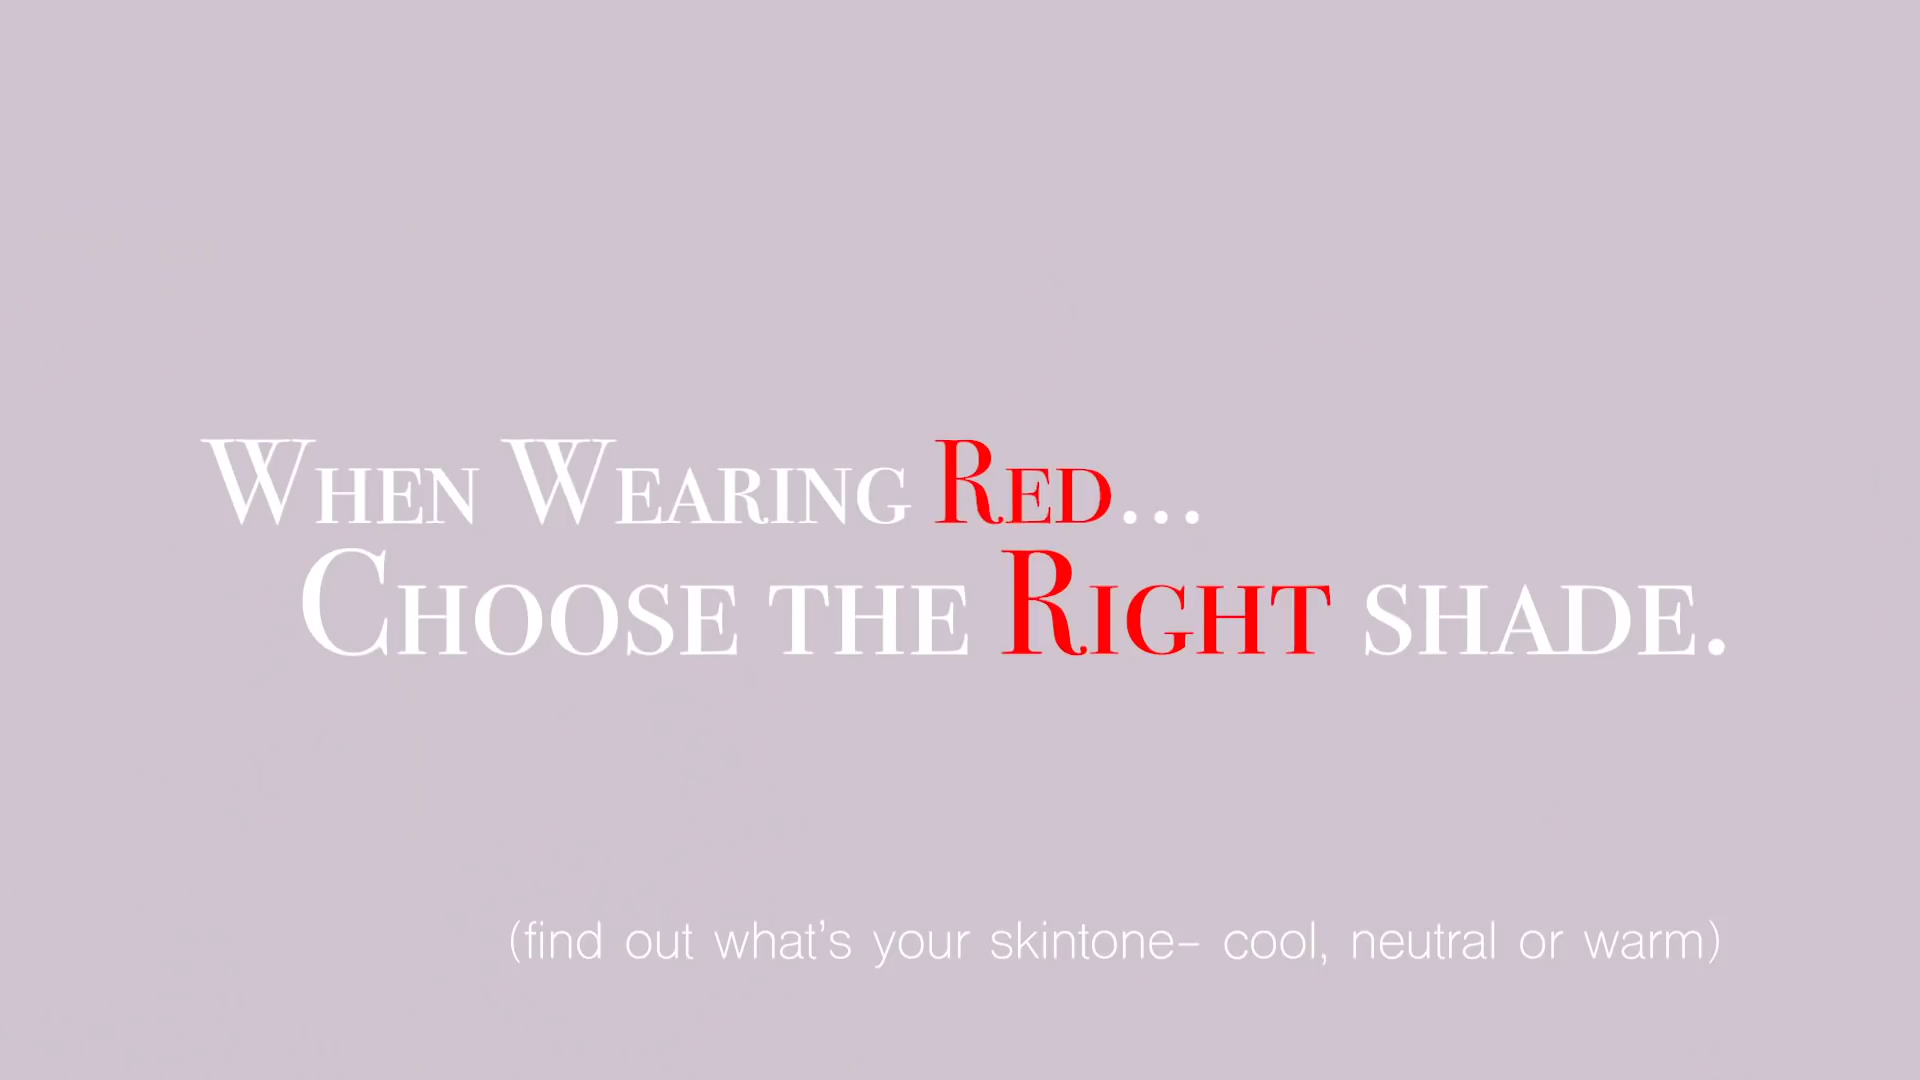 When Wearing Red...
Choose the Right shade.
(find out what's your skintone- cool, neutral or warm)